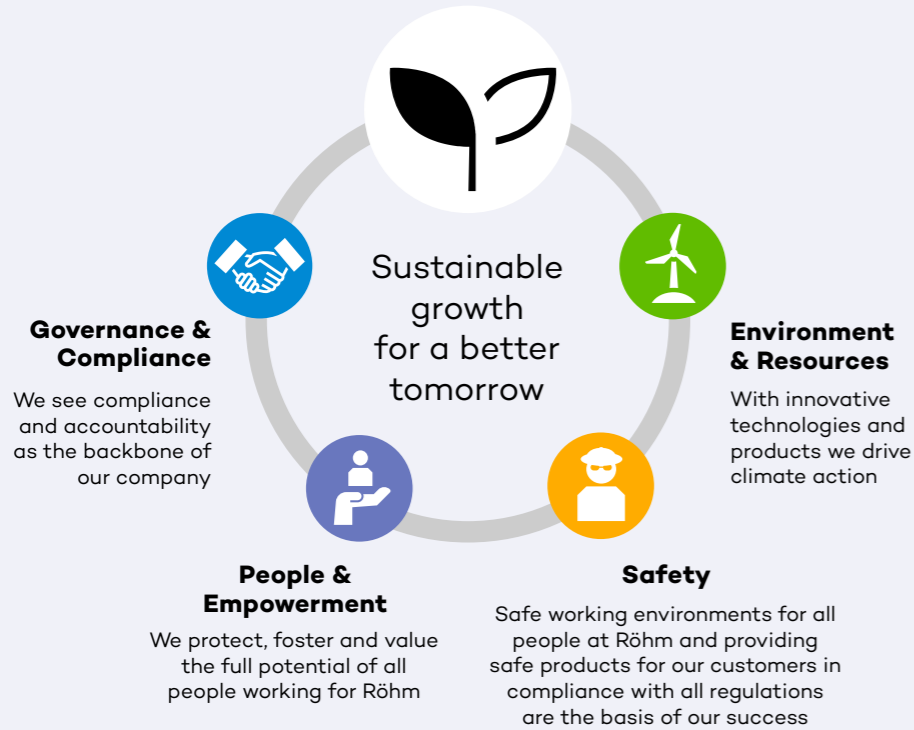 Sustainable
growth
for a better
tomorrow
Governance &
Compliance
We see compliance
and accountability
as the backbone of
our company
Environment
& Resources
With innovative
technologies and
products we drive
climate action
People &
Empowerment
We protect, foster and value
the full potential of all
people working for Röhm
Safety
Safe working environments for all
people at Röhm and providing
safe products for our customers in
compliance with all regulations
are the basis of our success